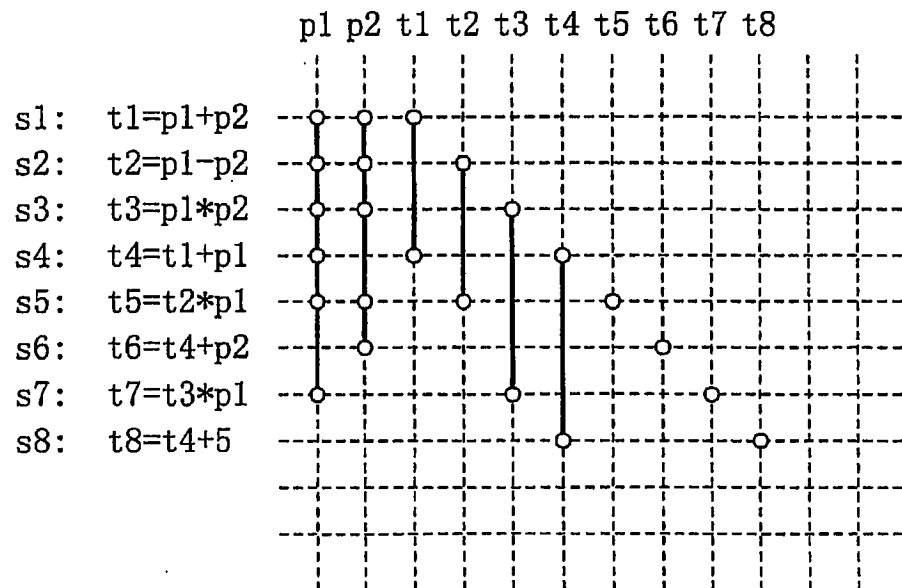 p1 p2 t1 t2 t3 t4 t5 t6 t7 t8
s1: t1=p1+p2
s2: t2=p1-p2
s3: t3=p1*p2
s4: t4=t1+p1
s5: t5=t2*p1
s6: t6=t4+p2
s7: t7=t3*p1
s8: t8=t4+5